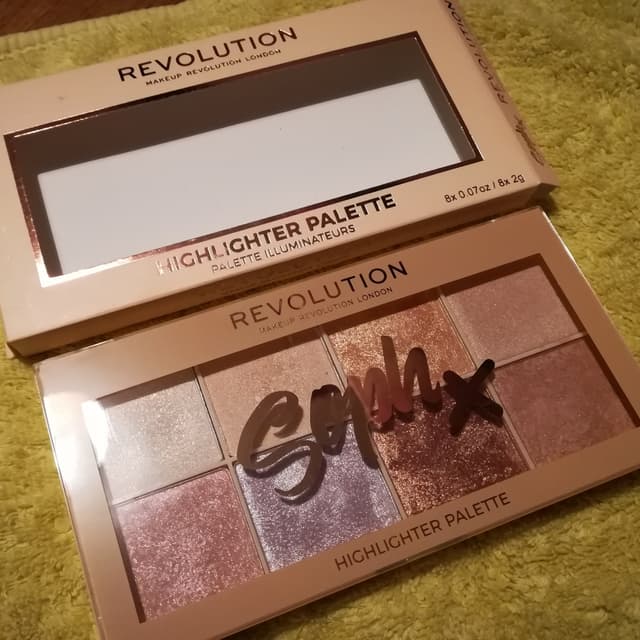 REVOLUTION
MAKEUP REVOLUTION LONDON
HIGHLIGHTER PALETTE
PALETTE ILLUMINATEURS
8x 0.07oz / 8x 2g
REVOLUTION
REVOLUTION
MAKEUP REVOLUTION LONDON
Soph x
HIGHLIGHTER PALETTE